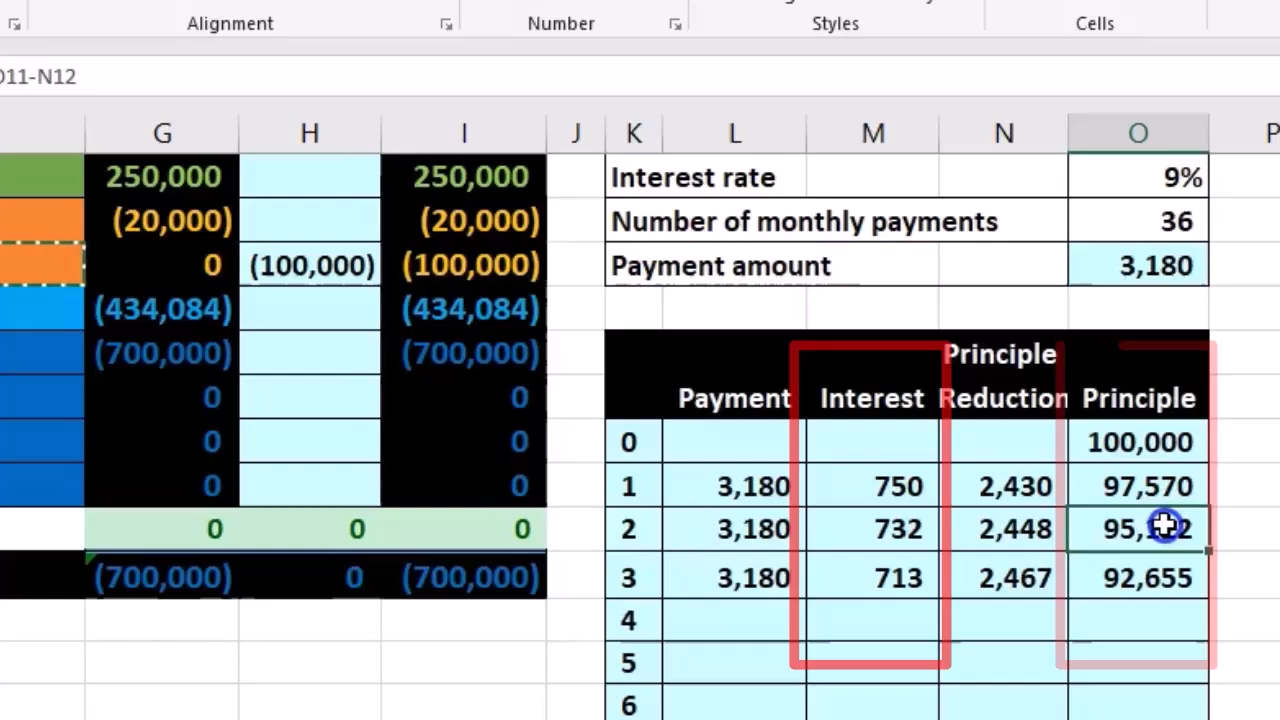 Alignment Number Styles Cells
O11-N12
G H I J K L M N O P
250,000 250,000 Interest rate 9%
(20,000) (20,000) Number of monthly payments 36
0 (100,000) (100,000) Payment amount 3,180
(434,084) (434,084)
(700,000) (700,000) Principle
0 0 Payment Interest Reduction Principle
0 0 0 100,000
0 0 1 3,180 750 2,430 97,570
0 0 0 2 3,180 732 2,448
(700,000) 0 (700,000) 3 3,180 713 2,467 92,655
4
5
6